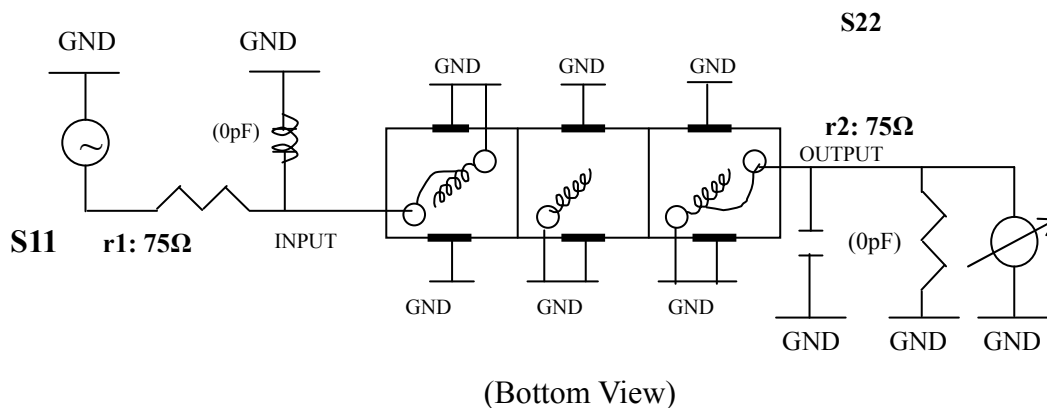 S22
GND
GND
GND
GND
GND
(0pF)
r2: 75Ω
OUTPUT
S11
r1: 75Ω
INPUT
(0pF)
GND
GND
GND
GND
GND
GND
(Bottom View)